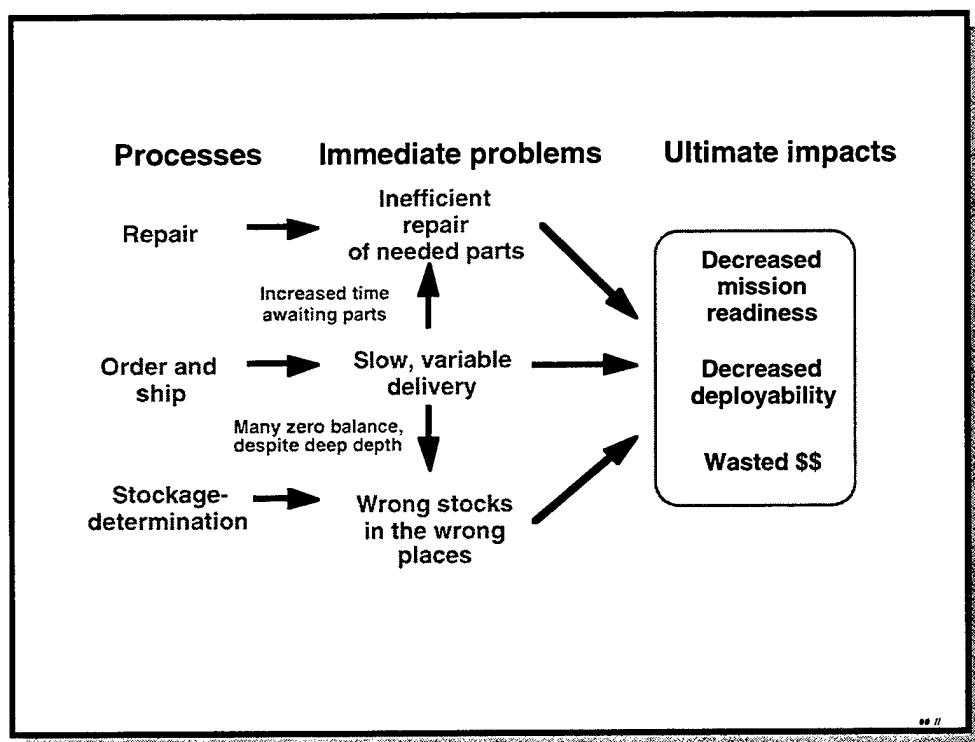 Processes
Immediate problems
Ultimate impacts
Repair
Inefficient
repair
of needed parts
Increased time
awaiting parts
Order and
ship
Slow, variable
delivery
Many zero balance,
despite deep depth
Stockage-
determination
Wrong stocks
in the wrong
places
Decreased
mission
readiness
Decreased
deployability
Wasted $$